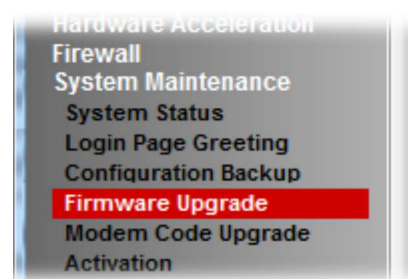 Hardware Acceleration
Firewall
System Maintenance
System Status
Login Page Greeting
Configuration Backup
Firmware Upgrade
Modem Code Upgrade
Activation